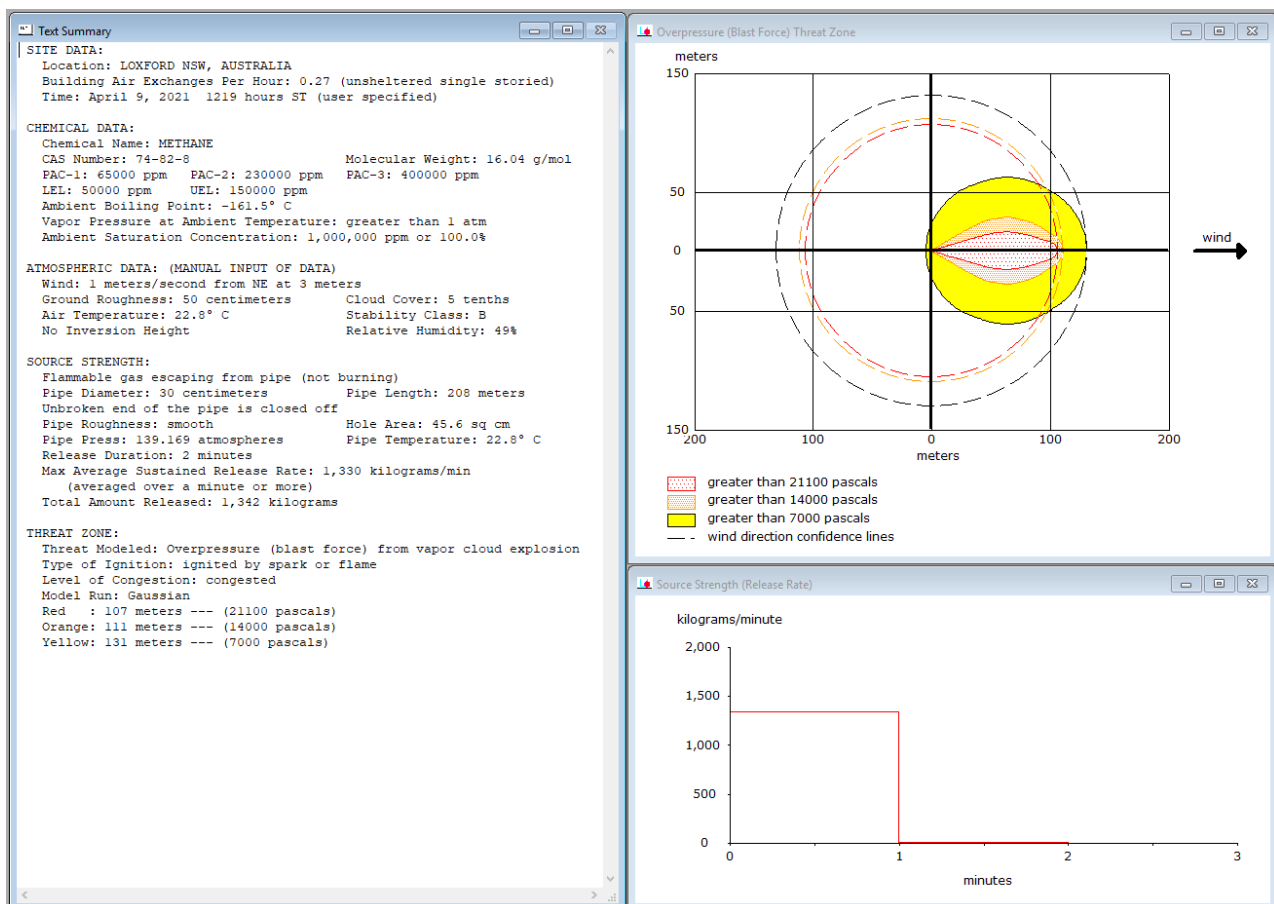 Text Summary
SITE DATA:
Location: LOXFORD NSW, AUSTRALIA
Building Air Exchanges Per Hour: 0.27 (unsheltered single storied)
Time: April 9, 2021  1219 hours ST (user specified)
CHEMICAL DATA:
Chemical Name: METHANE
CAS Number: 74-82-8 Molecular Weight: 16.04 g/mol
PAC-1: 65000 ppm PAC-2: 230000 ppm PAC-3: 400000 ppm
LEL: 50000 ppm UEL: 150000 ppm
Ambient Boiling Point: -161.5° C
Vapor Pressure at Ambient Temperature: greater than 1 atm
Ambient Saturation Concentration: 1,000,000 ppm or 100.0%
ATMOSPHERIC DATA: (MANUAL INPUT OF DATA)
Wind: 1 meters/second from NE at 3 meters
Ground Roughness: 50 centimeters Cloud Cover: 5 tenths
Air Temperature: 22.8° C Stability Class: B
No Inversion Height Relative Humidity: 49%
SOURCE STRENGTH:
Flammable gas escaping from pipe (not burning)
Pipe Diameter: 30 centimeters Pipe Length: 208 meters
Unbroken end of the pipe is closed off
Pipe Roughness: smooth Hole Area: 45.6 sq cm
Pipe Press: 139.169 atmospheres Pipe Temperature: 22.8° C
Release Duration: 2 minutes
Max Average Sustained Release Rate: 1,330 kilograms/min
(averaged over a minute or more)
Total Amount Released: 1,342 kilograms
THREAT ZONE:
Threat Modeled: Overpressure (blast force) from vapor cloud explosion
Type of Ignition: ignited by spark or flame
Level of Congestion: congested
Model Run: Gaussian
Red   : 107 meters --- (21100 pascals)
Orange: 111 meters --- (14000 pascals)
Yellow: 131 meters --- (7000 pascals)
Overpressure (Blast Force) Threat Zone
meters
150
50
0
50
150
200 100 0 100 200
meters
wind
greater than 21100 pascals
greater than 14000 pascals
greater than 7000 pascals
wind direction confidence lines
Source Strength (Release Rate)
kilograms/minute
2,000
1,500
1,000
500
0
0 1 2 3
minutes